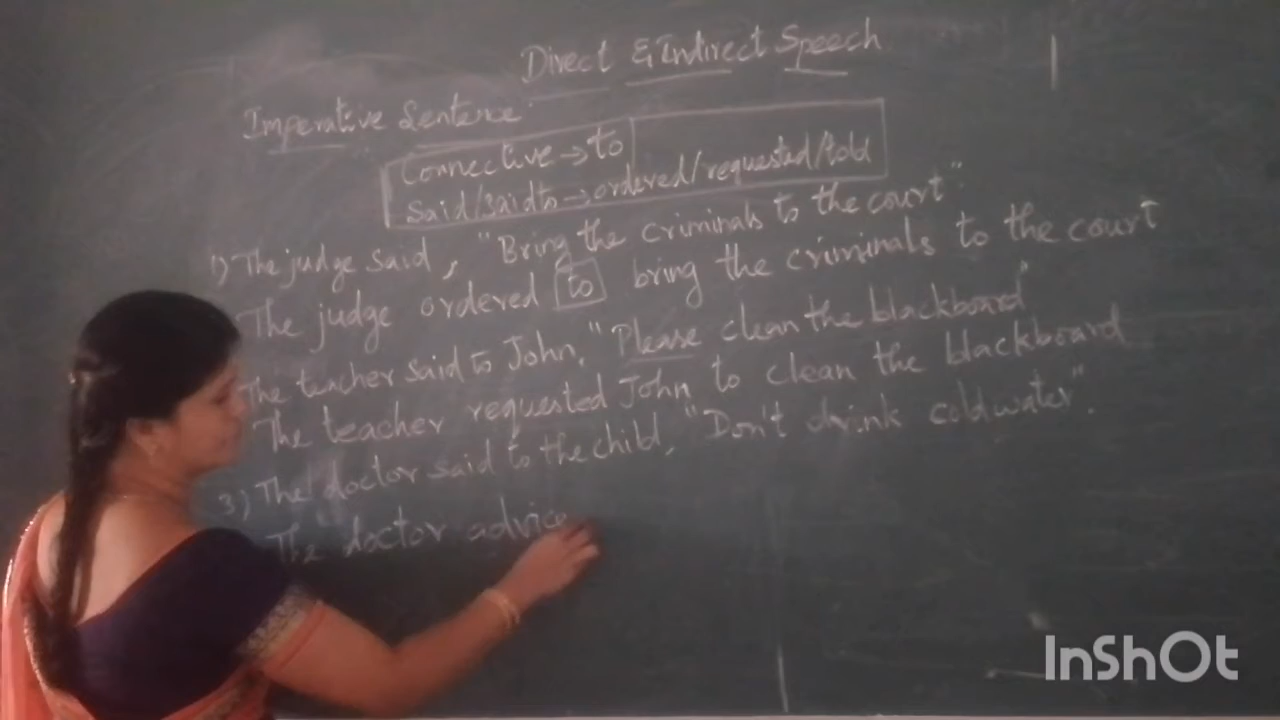 Direct & Indirect Speech
Imperative Sentence
Connective → to
Said/said to → ordered/requested/told
1) The judge said, "Bring the criminals to the court".
The judge ordered to bring the criminals to the court
The teacher said to John, "Please clean the blackboard"
The teacher requested John to clean the blackboard
3) The doctor said to the child, "Don't drink cold water".
The doctor advice
InShOt